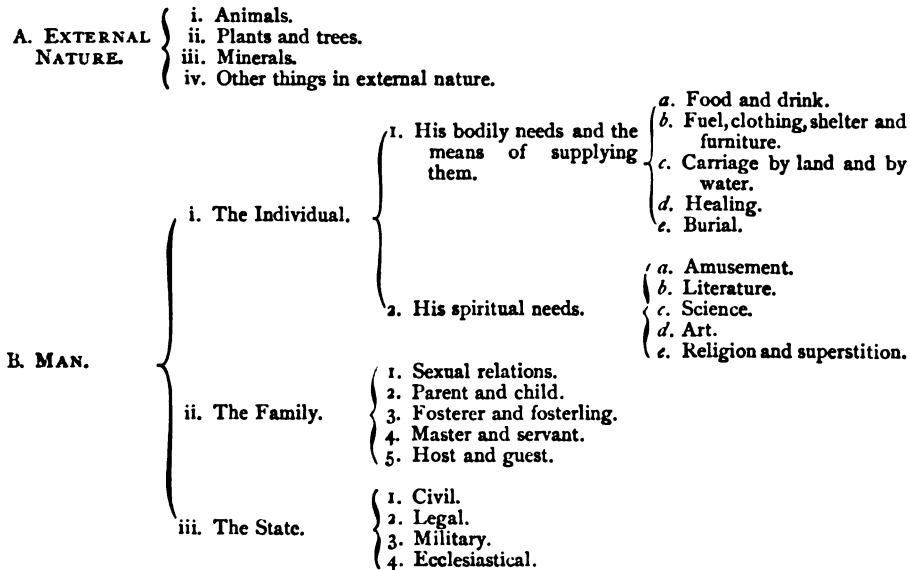 A. EXTERNAL NATURE.
i. Animals.
ii. Plants and trees.
iii. Minerals.
iv. Other things in external nature.
B. MAN.
i. The Individual.
1. His bodily needs and the
means of supplying
them.
a. Food and drink.
b. Fuel, clothing, shelter and
furniture.
c. Carriage by land and by
water.
d. Healing.
e. Burial.
2. His spiritual needs.
a. Amusement.
b. Literature.
c. Science.
d. Art.
e. Religion and superstition.
ii. The Family.
1. Sexual relations.
2. Parent and child.
3. Fosterer and fosterling.
4. Master and servant.
5. Host and guest.
iii. The State.
1. Civil.
2. Legal.
3. Military.
4. Ecclesiastical.